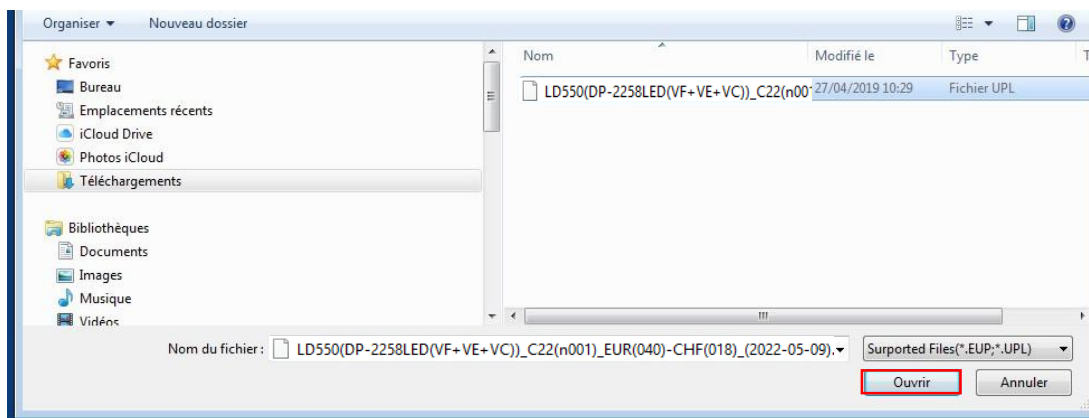 Organiser Nouveau dossier
Favoris
Bureau
Emplacements récents
iCloud Drive
Photos iCloud
Téléchargements
Bibliothèques
Documents
Images
Musique
Vidéos
Nom Modifié le Type T
LD550(DP-2258LED(VF+VE+VC))_C22(n00 27/04/2019 10:29 Fichier UPL
Nom du fichier : LD550(DP-2258LED(VF+VE+VC))_C22(n001)_EUR(040)-CHF(018)_(2022-05-09). Surported Files(*.EUP;*.UPL)
Ouvrir Annuler